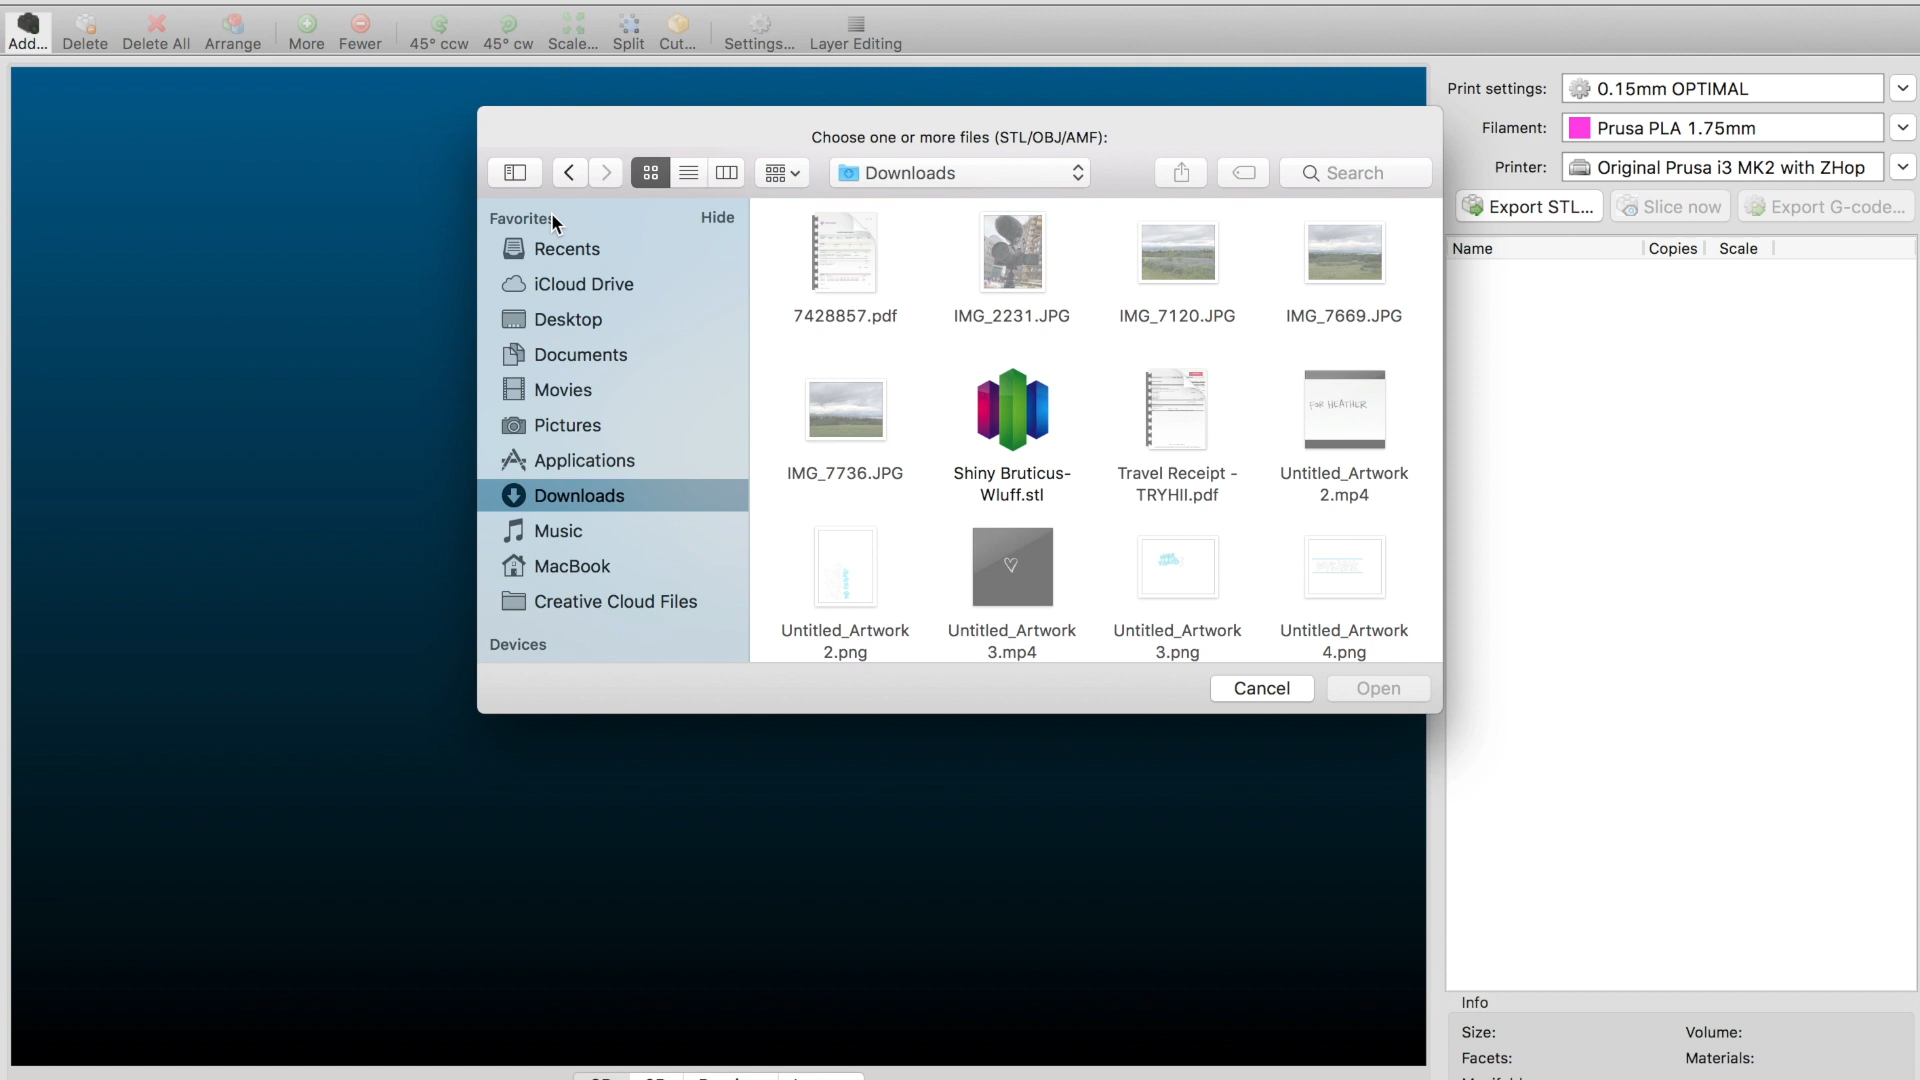 Add... Delete Delete All Arrange More Fewer 45° ccw 45° cw Scale... Split Cut... Settings... Layer Editing
Print settings: 0.15mm OPTIMAL
Filament: Prusa PLA 1.75mm
Printer: Original Prusa i3 MK2 with ZHop
Export STL... Slice now Export G-code...
Name Copies Scale
Choose one or more files (STL/OBJ/AMF):
Downloads
Search
Favorites Hide
Recents
iCloud Drive
Desktop
Documents
Movies
Pictures
Applications
Downloads
Music
MacBook
Creative Cloud Files
Devices
7428857.pdf IMG_2231.JPG IMG_7120.JPG IMG_7669.JPG
FOR HEATHER
IMG_7736.JPG Shiny Bruticus- Travel Receipt - Untitled_Artwork
Wluff.stl TRYHII.pdf 2.mp4
Untitled_Artwork Untitled_Artwork Untitled_Artwork Untitled_Artwork
2.png 3.mp4 3.png 4.png
Cancel Open
Info
Size: Volume:
Facets: Materials: